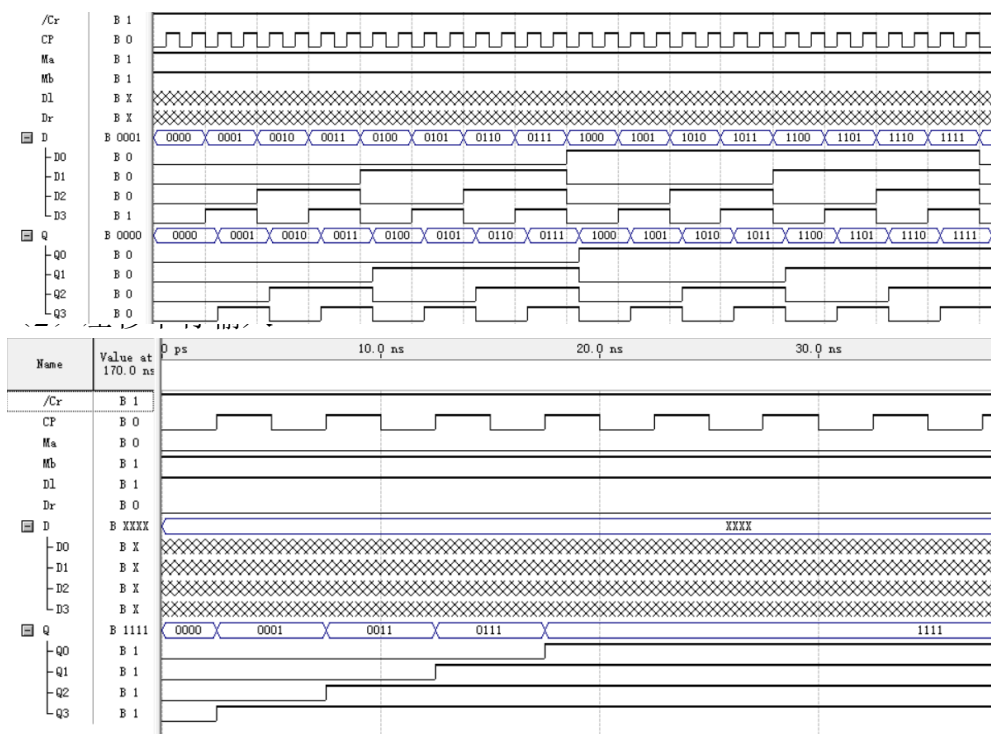 /Cr B 1
CP B 0
Ma B 1
Mb B 1
Dl B X
Dr B X
D B 0001 0000 0001 0010 0011 0100 0101 0110 0111 1000 1001 1010 1011 1100 1101 1110 1111
D0 B 0
D1 B 0
D2 B 0
D3 B 1
Q B 0000 0000 0001 0010 0011 0100 0101 0110 0111 1000 1001 1010 1011 1100 1101 1110 1111
Q0 B 0
Q1 B 0
Q2 B 0
Q3 B 0
Name Value at 170.0 ns 0 ps 10.0 ns 20.0 ns 30.0 ns
/Cr B 1
CP B 0
Ma B 0
Mb B 1
Dl B 1
Dr B 0
D B XXXX XXXX
D0 B X
D1 B X
D2 B X
D3 B X
Q B 1111 0000 0001 0011 0111 1111
Q0 B 1
Q1 B 1
Q2 B 1
Q3 B 1